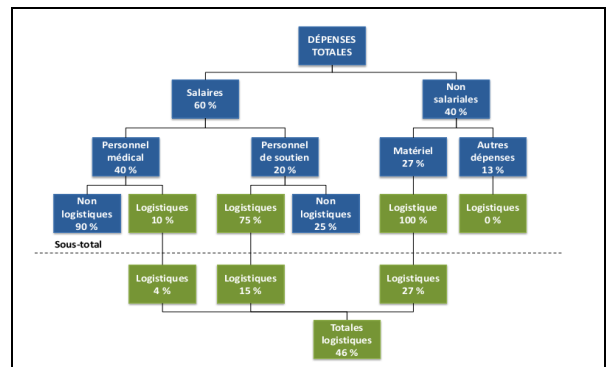 DÉPENSES
TOTALES
Salaires
60 %
Non
salariales
40 %
Personnel
médical
40 %
Personnel
de soutien
20 %
Matériel
27 %
Autres
dépenses
13 %
Non
logistiques
90 %
Logistiques
10 %
Logistiques
75 %
Non
logistiques
25 %
Logistique
100 %
Logistiques
0 %
Sous-total
Logistiques
4 %
Logistiques
15 %
Logistiques
27 %
Totales
logistiques
46 %